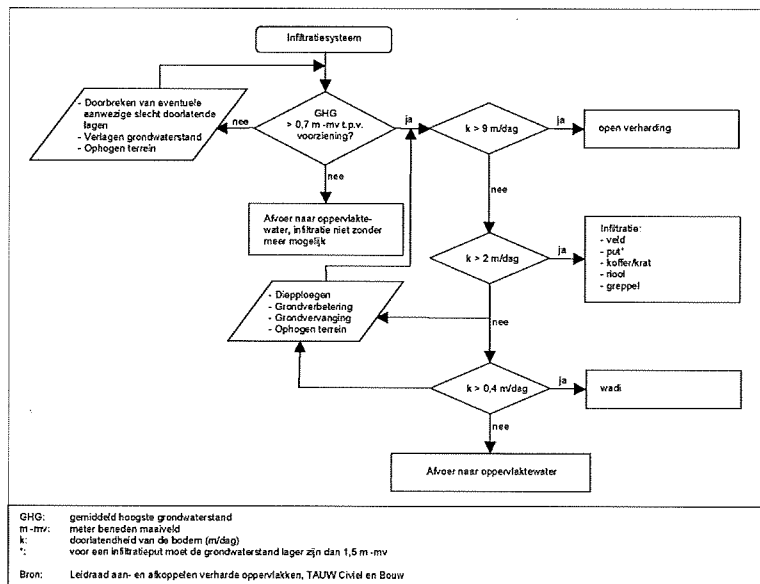 Infiltratiesysteem
- Doorbreken van eventuele
aanwezige slecht doorlatende
lagen
- Verlagen grondwaterstand
- Ophogen terrein
nee
GHG
> 0,7 m -mv t.p.v.
voorziening?
ja
k > 9 m/dag
ja
open verharding
nee
nee
Afvoer naar oppervlakte-
water, infiltratie niet zonder
meer mogelijk
k > 2 m/dag
ja
Infiltratie:
- veld
- put*
- koffer/krat
- riool
- greppel
- Diepploegen
- Grondverbetering
- Grondvervanging
- Ophogen terrein
nee
k > 0,4 m/dag
ja
wadi
nee
Afvoer naar oppervlaktewater
GHG: gemiddeld hoogste grondwaterstand
m -mv: meter beneden maaiveld
k: doorlatendheid van de bodem (m/dag)
*: voor een infiltratieput moet de grondwaterstand lager zijn dan 1,5 m -mv
Bron: Leidraad aan- en afkoppelen verharde oppervlakken, TAUW Civiel en Bouw